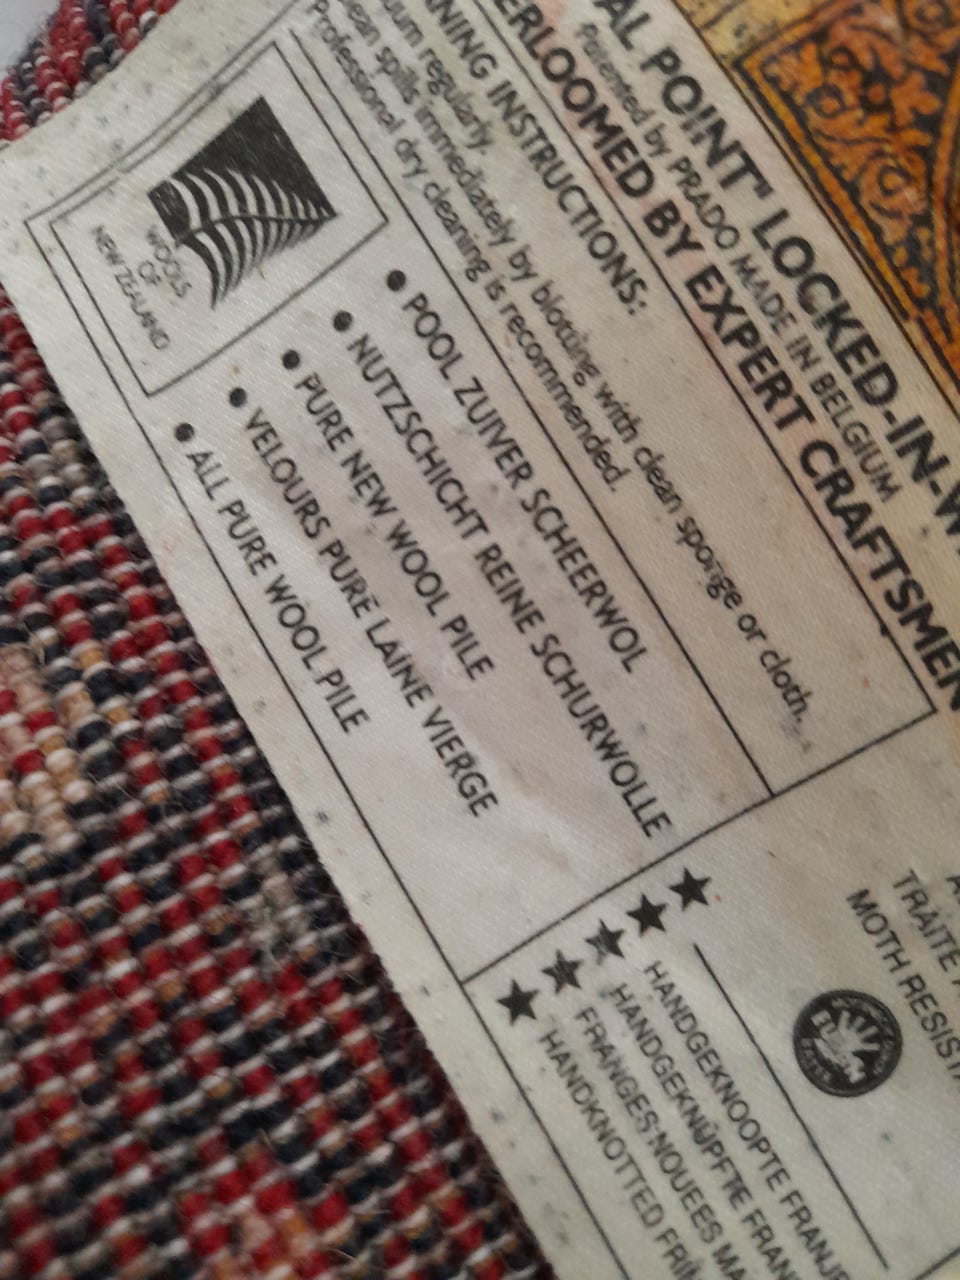 AL POINT" LOCKED-IN-W
Patented by PRADO MADE IN BELGIUM
ERLOOMED BY EXPERT CRAFTSMEN
NING INSTRUCTIONS:
uum regularly.
ean spills immediately by blotting with clean sponge or cloth.
Professional dry cleaning is recommended.
WOOLS
OF
NEW ZEALAND
● POOL ZUIVER SCHEERWOL
● NUTZSCHICHT REINE SCHURWOLLE
● PURE NEW WOOL PILE
● VELOURS PURE LAINE VIERGE
● ALL PURE WOOL PILE
TRAITE A
MOTH RESISTA
★ HANDGEKNOOPTE FRANJE
★ HANDGEKNÜPFTE FRAN
★ FRANGES NOUEES MA
★ HANDKNOTTED FRIN